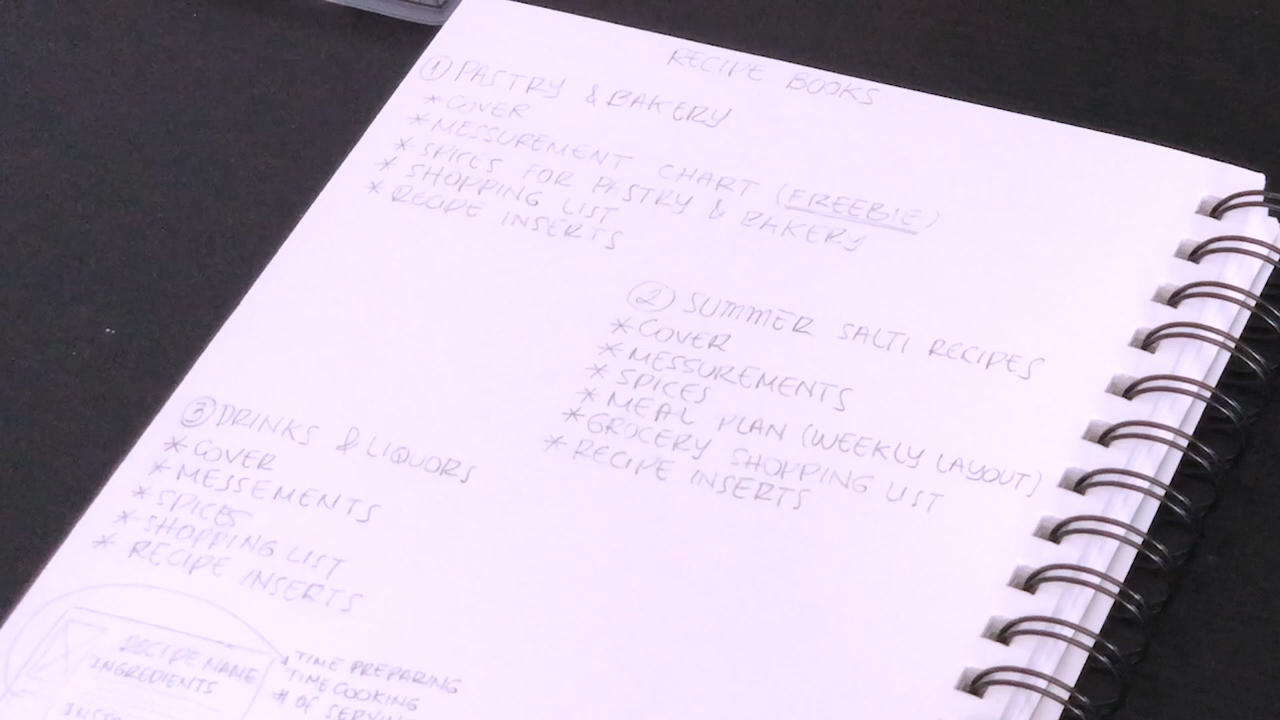 RECIPE BOOKS
① PASTRY & BAKERY
* COVER
* MESSUREMENT CHART (FREEBIE)
* SPICES FOR PASTRY & BAKERY
* SHOPPING LIST
* RECIPE INSERTS
② SUMMER SALTI RECIPES
* COVER
* MESSUREMENTS
* SPICES
* MEAL PLAN (WEEKLY LAYOUT)
* GROCERY SHOPPING LIST
* RECIPE INSERTS
③ DRINKS & LIQUORS
* COVER
* MESSEMENTS
* SPICES
* SHOPPING LIST
* RECIPE INSERTS
RECIPE NAME
INGREDIENTS
TIME PREPARING
TIME COOKING
# OF